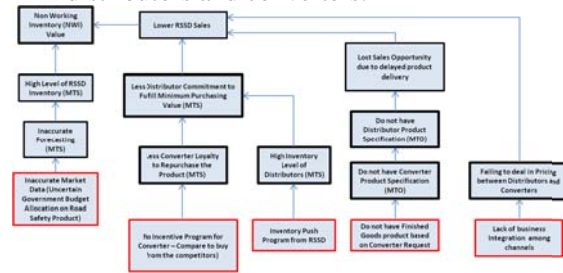 distributors and converters.
Non Working
Inventory (NWI)
Value
Lower RSSD Sales
High Level of RSSD
Inventory (MTS)
Less Distributor Commitment to
Fulfill Minimum Purchasing
Value (MTS)
Lost Sales Opportunity
due to delayed product
delivery
Inaccurate
Forecasting (MTS)
Do not have
Distributor Product
Specification (MTO)
Less Converter Loyalty
to Repurchase the
Product (MTS)
High Inventory
Level of
Distributors (MTS)
Do not have Converter
Product Specification
(MTO)
Failing to deal in Pricing
between Distributors and
Converters
Inaccurate Market
Data (Uncertain
Government Budget
Allocation on Road
Safety Product)
No Incentive Program for
Converter – Compare to buy
from the competitors)
Inventory Push
Program from RSSD
Do not have Finished
Goods product based
on Converter Request
Lack of business
Integration among
channels